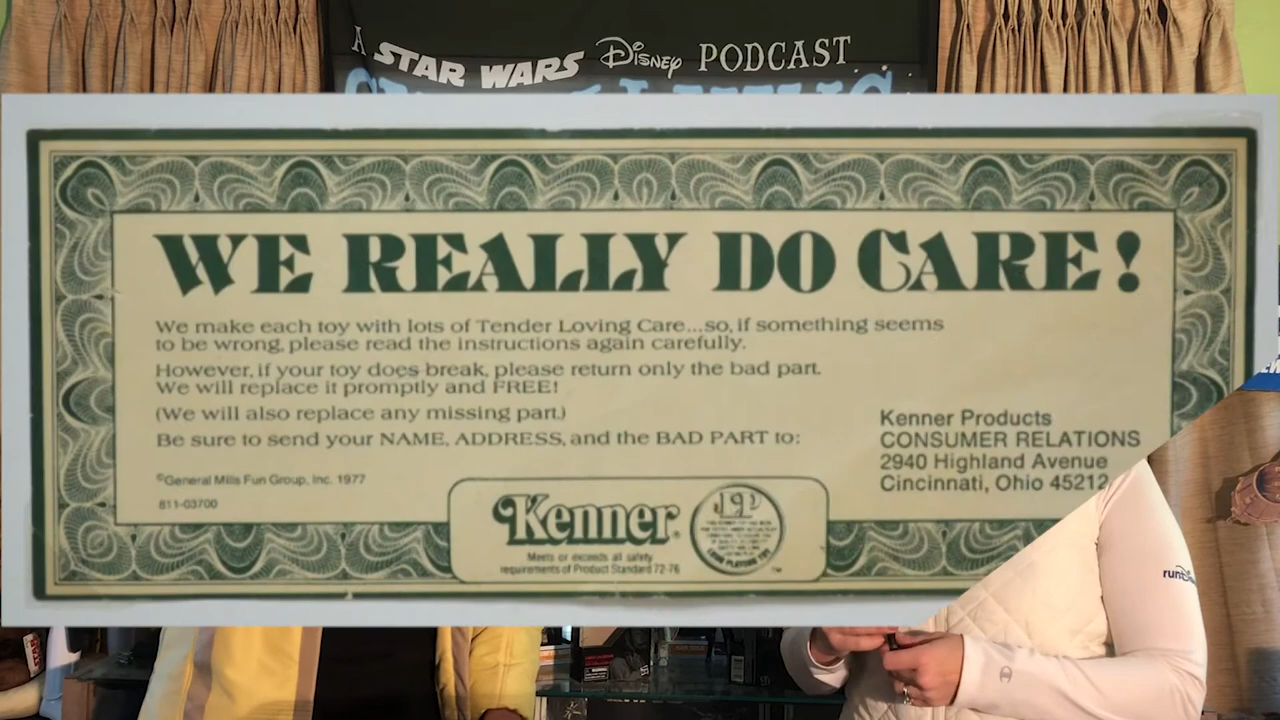 A STAR WARS Disney PODCAST
WE REALLY DO CARE!
We make each toy with lots of Tender Loving Care...so, if something seems
to be wrong, please read the instructions again carefully.
However, if your toy does break, please return only the bad part.
We will replace it promptly and FREE!
(We will also replace any missing part.)
Be sure to send your NAME, ADDRESS, and the BAD PART to:
Kenner Products
CONSUMER RELATIONS
2940 Highland Avenue
Cincinnati, Ohio 45212
©General Mills Fun Group, Inc. 1977
811-03700
Kenner®
Meets or exceeds all safety
requirements of Product Standard 72-76
LP
TM
run
STAR